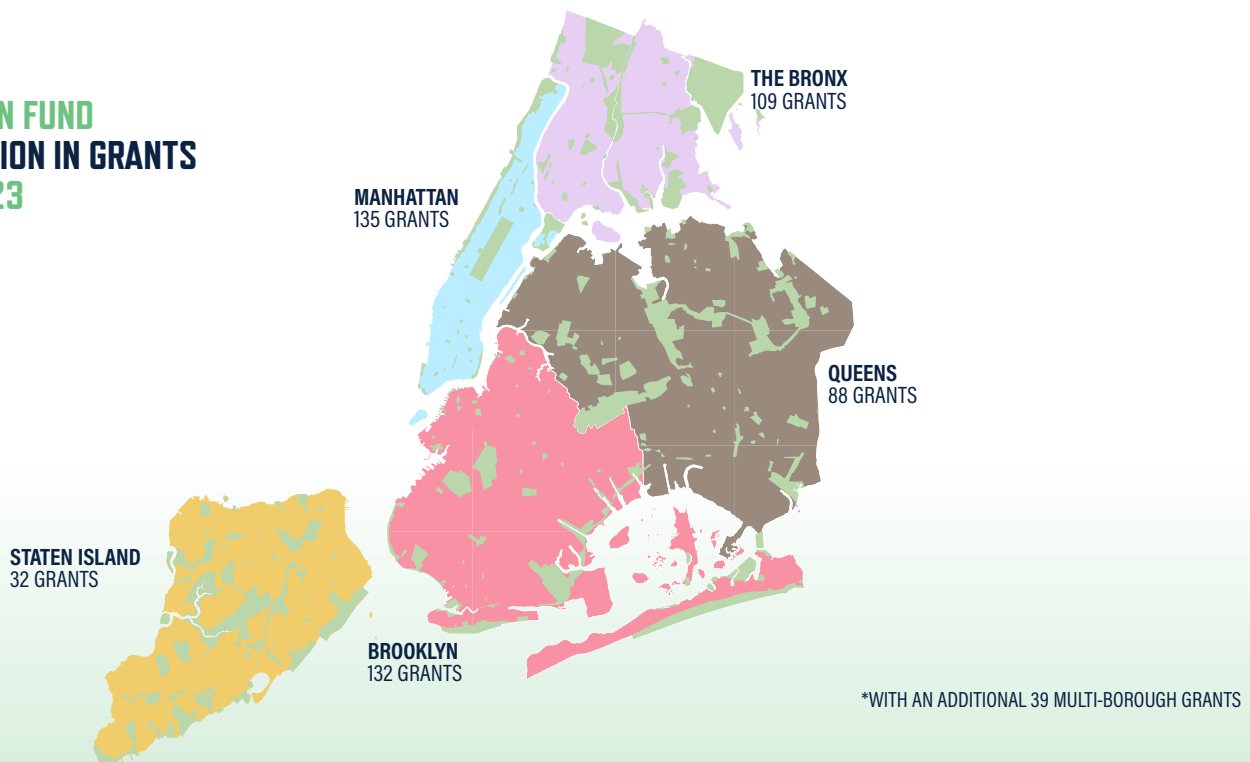 N FUND
ION IN GRANTS
23
THE BRONX
109 GRANTS
MANHATTAN
135 GRANTS
QUEENS
88 GRANTS
STATEN ISLAND
32 GRANTS
BROOKLYN
132 GRANTS
*WITH AN ADDITIONAL 39 MULTI-BOROUGH GRANTS